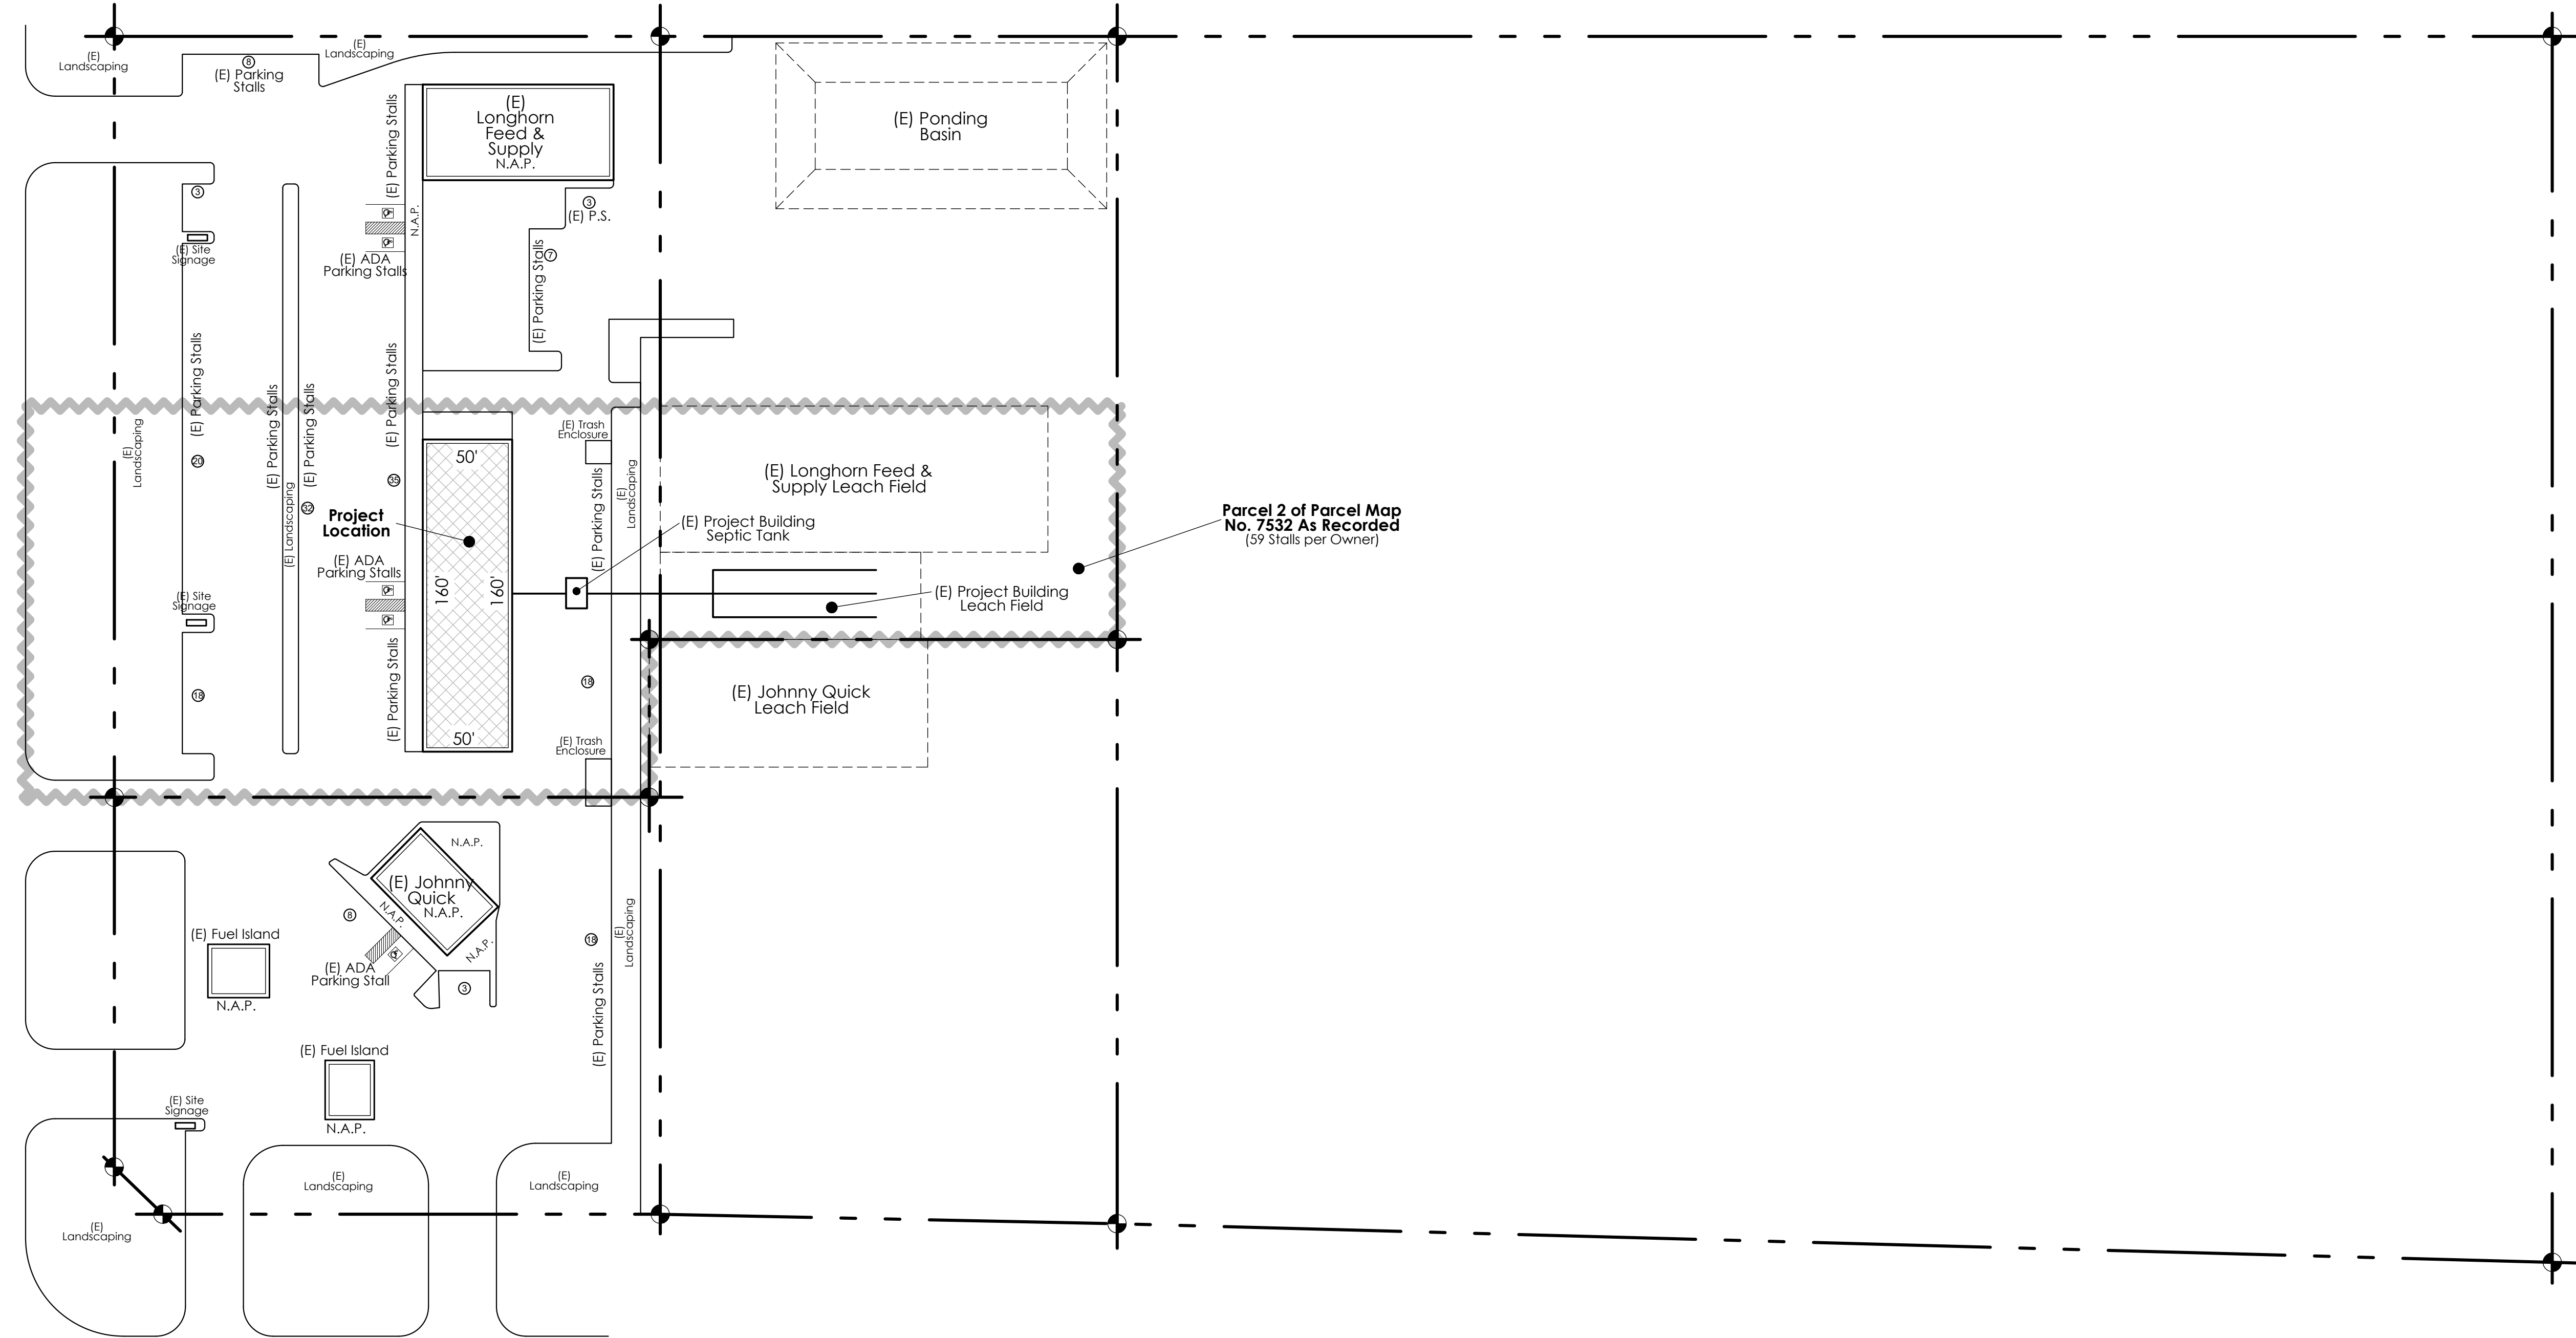 (E)
Landscaping
8
(E) Parking
Stalls
(E)
Landscaping
(E) Parking Stalls
(E)
Longhorn
Feed &
Supply
N.A.P.
(E) Ponding
Basin
3
(E) Site
Signage
N.A.P.
(E) ADA
Parking Stalls
3
(E) P.S.
(E) Parking Stalls
7
(E)
Landscaping
(E) Parking Stalls
20
(E) Parking Stalls
(E) Landscaping
(E) Parking Stalls
32
(E) Parking Stalls
35
Project
Location
50'
160'
160'
50'
(E) ADA
Parking Stalls
(E) Parking Stalls
(E) Site
Signage
18
(E) Trash
Enclosure
(E) Parking Stalls
(E)
Landscaping
(E) Longhorn Feed &
Supply Leach Field
(E) Project Building
Septic Tank
(E) Project Building
Leach Field
Parcel 2 of Parcel Map
No. 7532 As Recorded
(59 Stalls per Owner)
18
(E) Trash
Enclosure
(E) Johnny Quick
Leach Field
N.A.P.
(E) Johnny
Quick
N.A.P.
N.A.P.
N.A.P.
8
(E) ADA
Parking Stall
3
(E) Fuel Island
N.A.P.
18
(E) Parking Stalls
(E)
Landscaping
(E) Fuel Island
N.A.P.
(E) Site
Signage
(E)
Landscaping
(E)
Landscaping
(E)
Landscaping